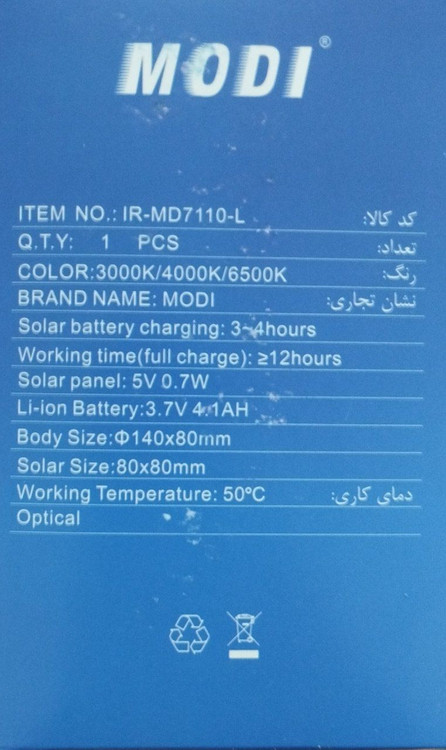 MODI®
ITEM NO.: IR-MD7110-L کد کالا:
Q.T.Y: 1 PCS تعداد:
COLOR:3000K/4000K/6500K رنگ:
BRAND NAME: MODI نشان تجاری:
Solar battery charging: 3~4hours
Working time(full charge): ≥12hours
Solar panel: 5V 0.7W
Li-ion Battery:3.7V 4.1AH
Body Size:Φ140x80mm
Solar Size:80x80mm
Working Temperature: 50ºC دمای کاری:
Optical